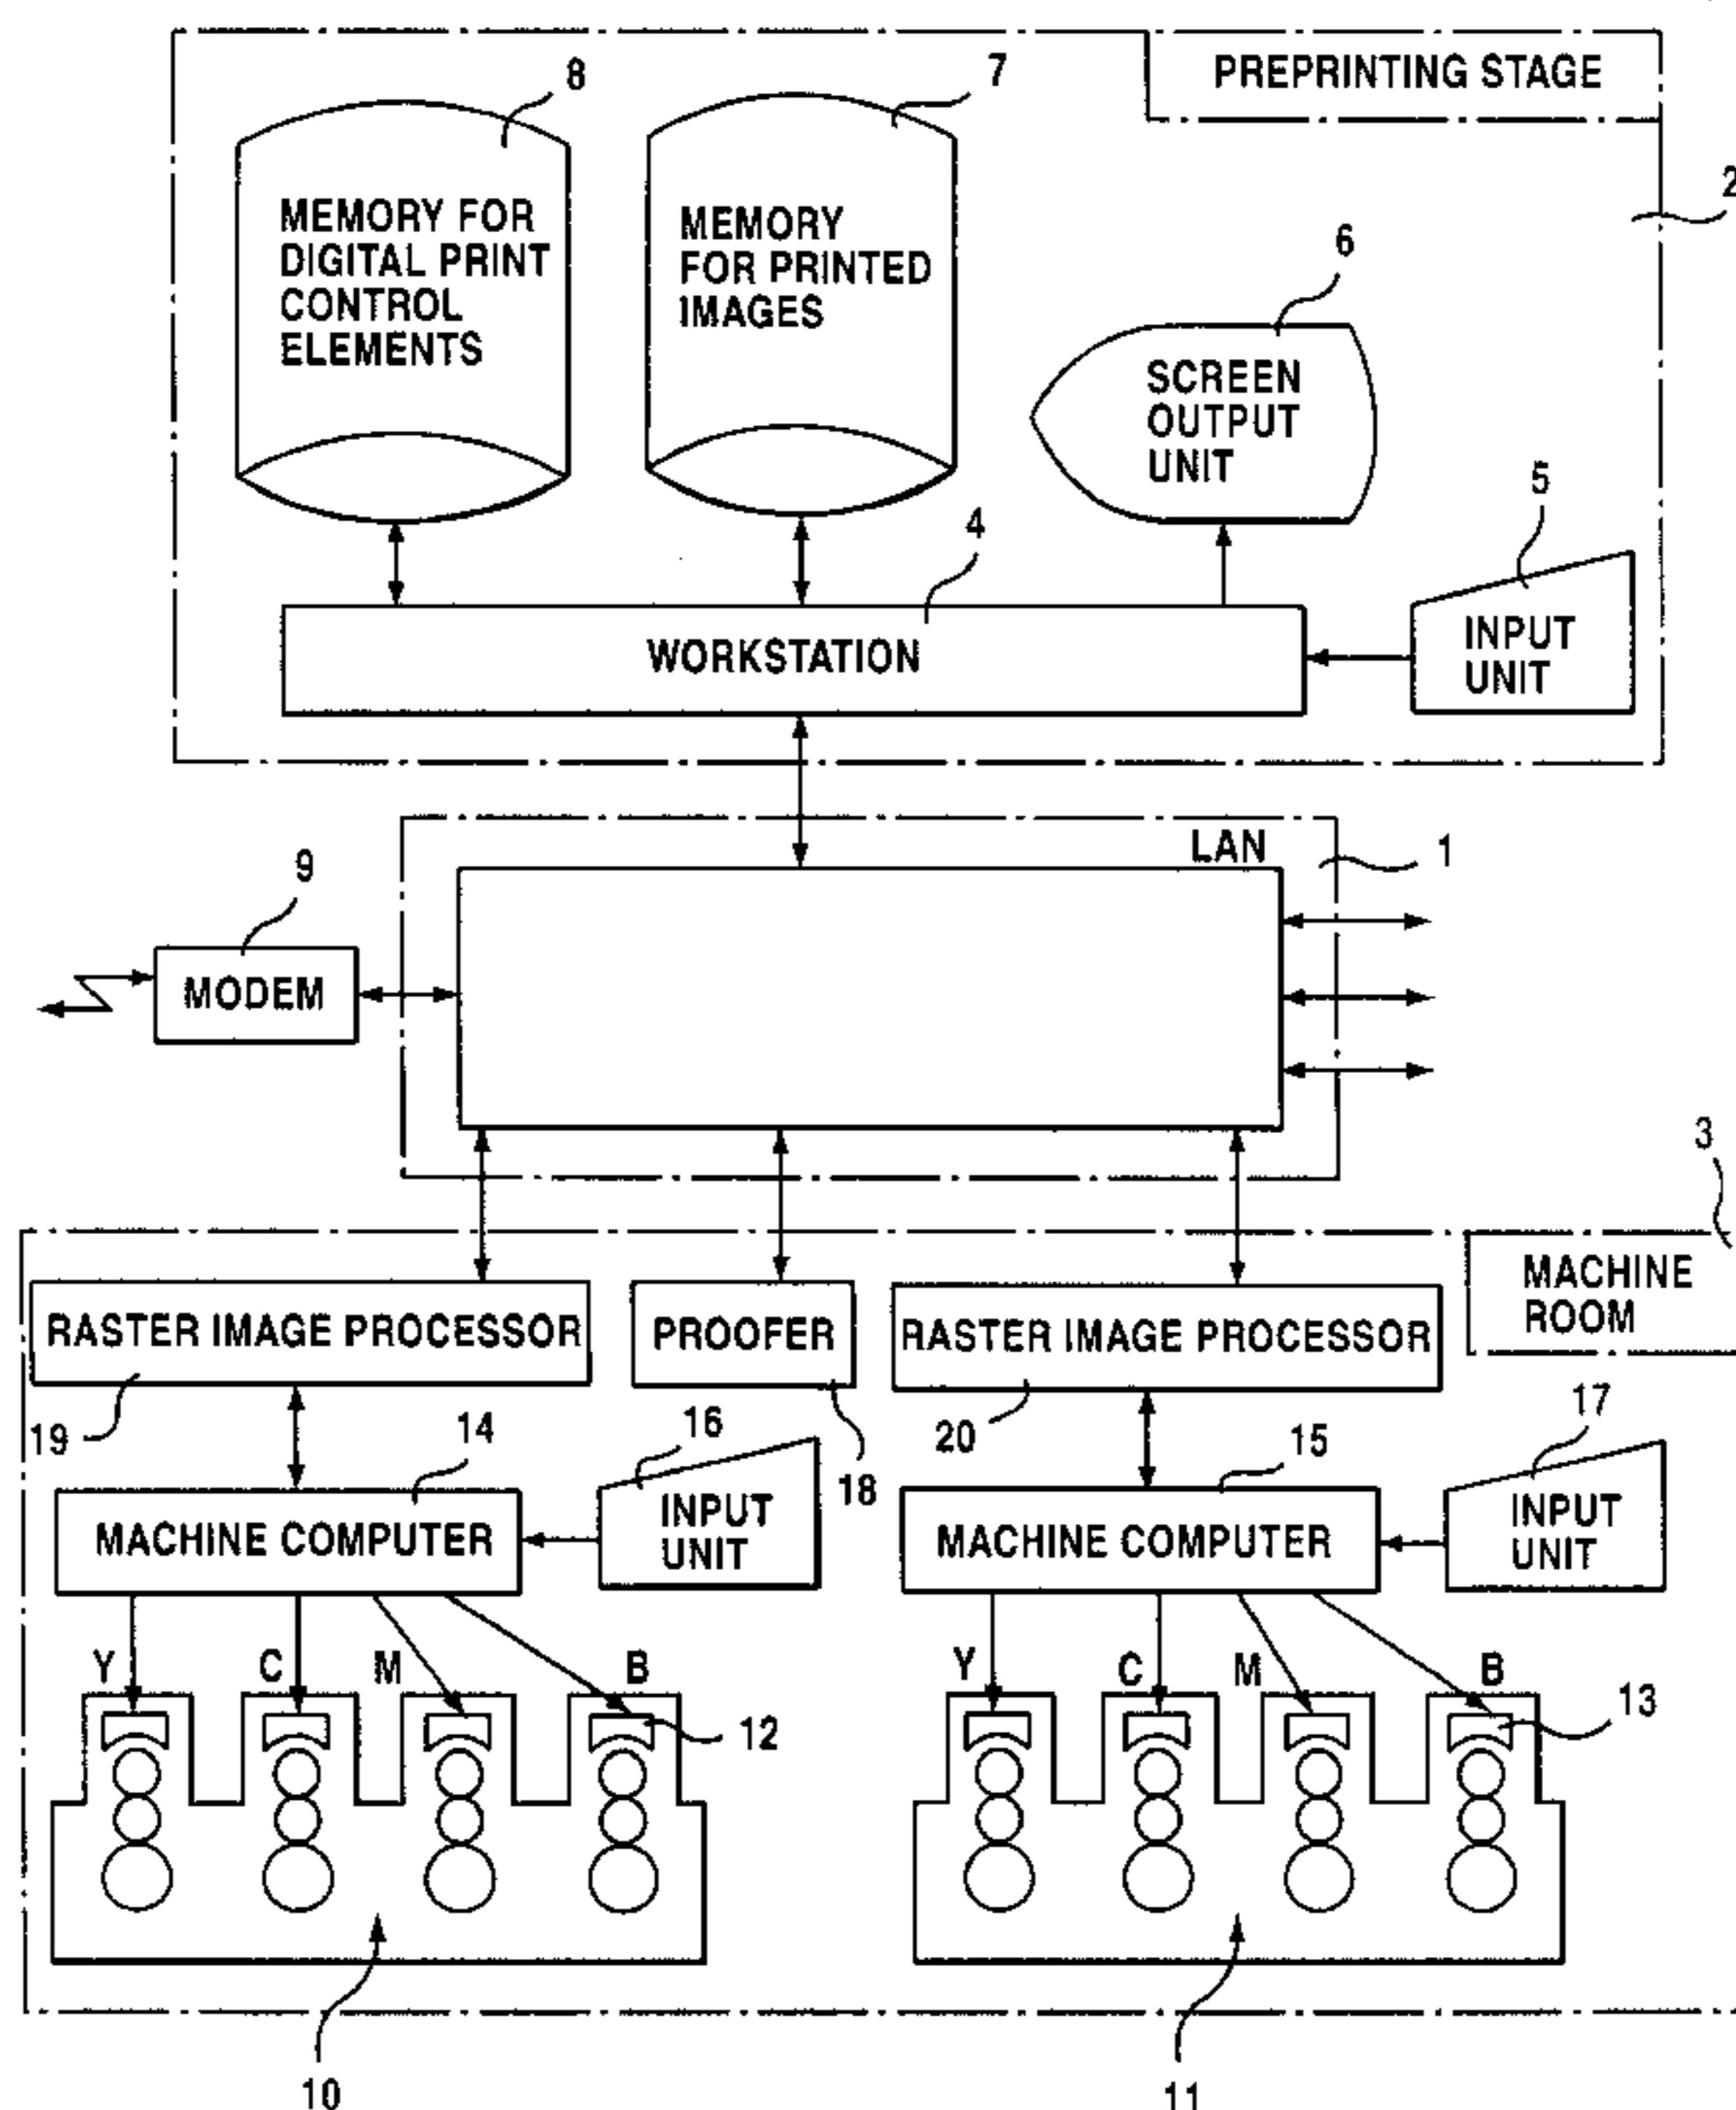 PREPRINTING STAGE
8
7
2
MEMORY FOR
DIGITAL PRINT
CONTROL
ELEMENTS
MEMORY
FOR PRINTED
IMAGES
6
SCREEN
OUTPUT
UNIT
5
4
WORKSTATION
INPUT
UNIT
LAN
1
9
MODEM
3
MACHINE
ROOM
RASTER IMAGE PROCESSOR
PROOFER
RASTER IMAGE PROCESSOR
19
14
16
18
20
15
17
MACHINE COMPUTER
INPUT
UNIT
MACHINE COMPUTER
INPUT
UNIT
Y C M B
Y C M B
12
13
10
11